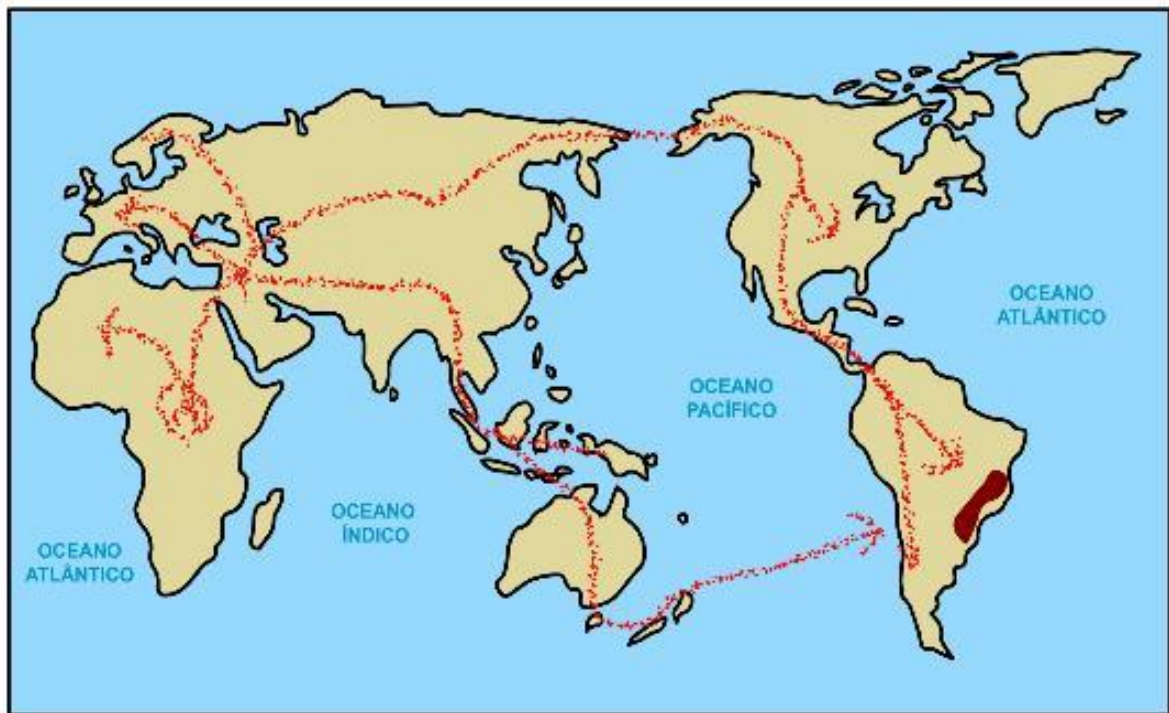 OCEANO
ATLÂNTICO
OCEANO
PACÍFICO
OCEANO
ÍNDICO
OCEANO
ATLÂNTICO